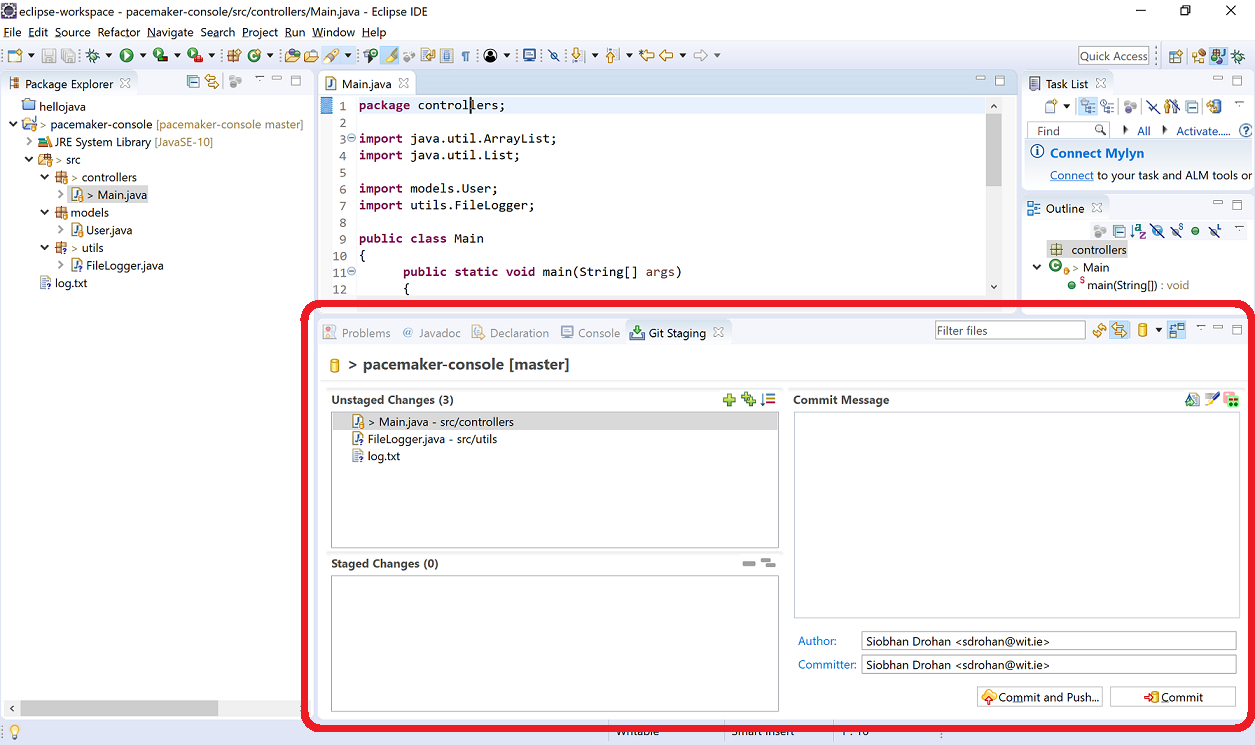 eclipse-workspace - pacemaker-console/src/controllers/Main.java - Eclipse IDE
File Edit Source Refactor Navigate Search Project Run Window Help
Quick Access
Package Explorer
hellojava
> pacemaker-console [pacemaker-console master]
JRE System Library [JavaSE-10]
> src
> controllers
> Main.java
models
User.java
> utils
FileLogger.java
log.txt
Main.java
1 package controllers;
2
3 import java.util.ArrayList;
4 import java.util.List;
5
6 import models.User;
7 import utils.FileLogger;
8
9 public class Main
10 {
11 public static void main(String[] args)
12 {
Task List
Find All Activate.....
Connect Mylyn
Connect to your task and ALM tools or
Outline
controllers
> Main
main(String[]) : void
Problems @ Javadoc Declaration Console Git Staging
Filter files
> pacemaker-console [master]
Unstaged Changes (3)
> Main.java - src/controllers
FileLogger.java - src/utils
log.txt
Staged Changes (0)
Commit Message
Author: Siobhan Drohan <sdrohan@wit.ie>
Committer: Siobhan Drohan <sdrohan@wit.ie>
Commit and Push... Commit
Writable Smart Insert 1 : 16